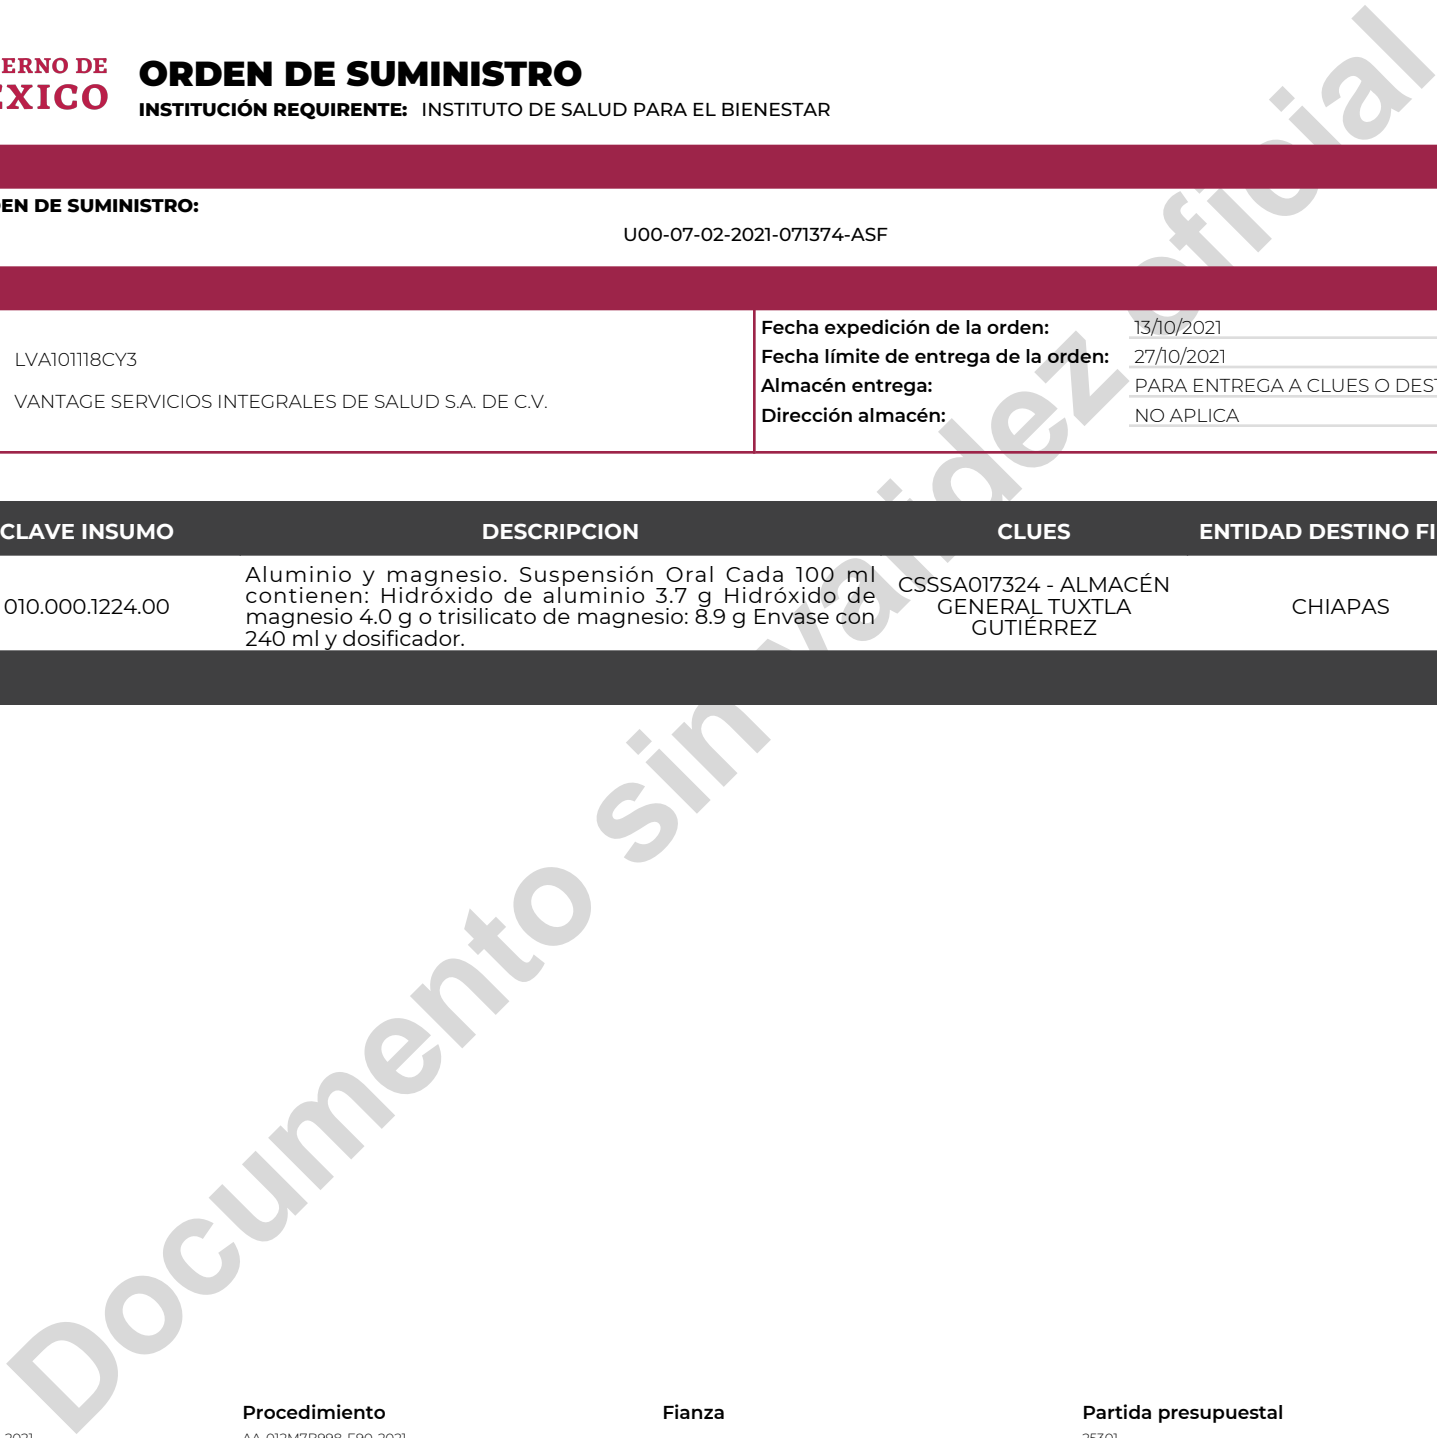 ERNO DE
EXICO
ORDEN DE SUMINISTRO
INSTITUCIÓN REQUIRENTE: INSTITUTO DE SALUD PARA EL BIENESTAR
EN DE SUMINISTRO:
U00-07-02-2021-071374-ASF
LVA101118CY3
VANTAGE SERVICIOS INTEGRALES DE SALUD S.A. DE C.V.
Fecha expedición de la orden: 13/10/2021
Fecha límite de entrega de la orden: 27/10/2021
Almacén entrega: PARA ENTREGA A CLUES O DEST
Dirección almacén: NO APLICA
CLAVE INSUMO DESCRIPCION CLUES ENTIDAD DESTINO FI
010.000.1224.00
Aluminio y magnesio. Suspensión Oral Cada 100 ml
contienen: Hidróxido de aluminio 3.7 g Hidróxido de
magnesio 4.0 g o trisilicato de magnesio: 8.9 g Envase con
240 ml y dosificador.
CSSSA017324 - ALMACÉN
GENERAL TUXTLA
GUTIÉRREZ
CHIAPAS
Documento sin validez oficial
Procedimiento Fianza Partida presupuestal